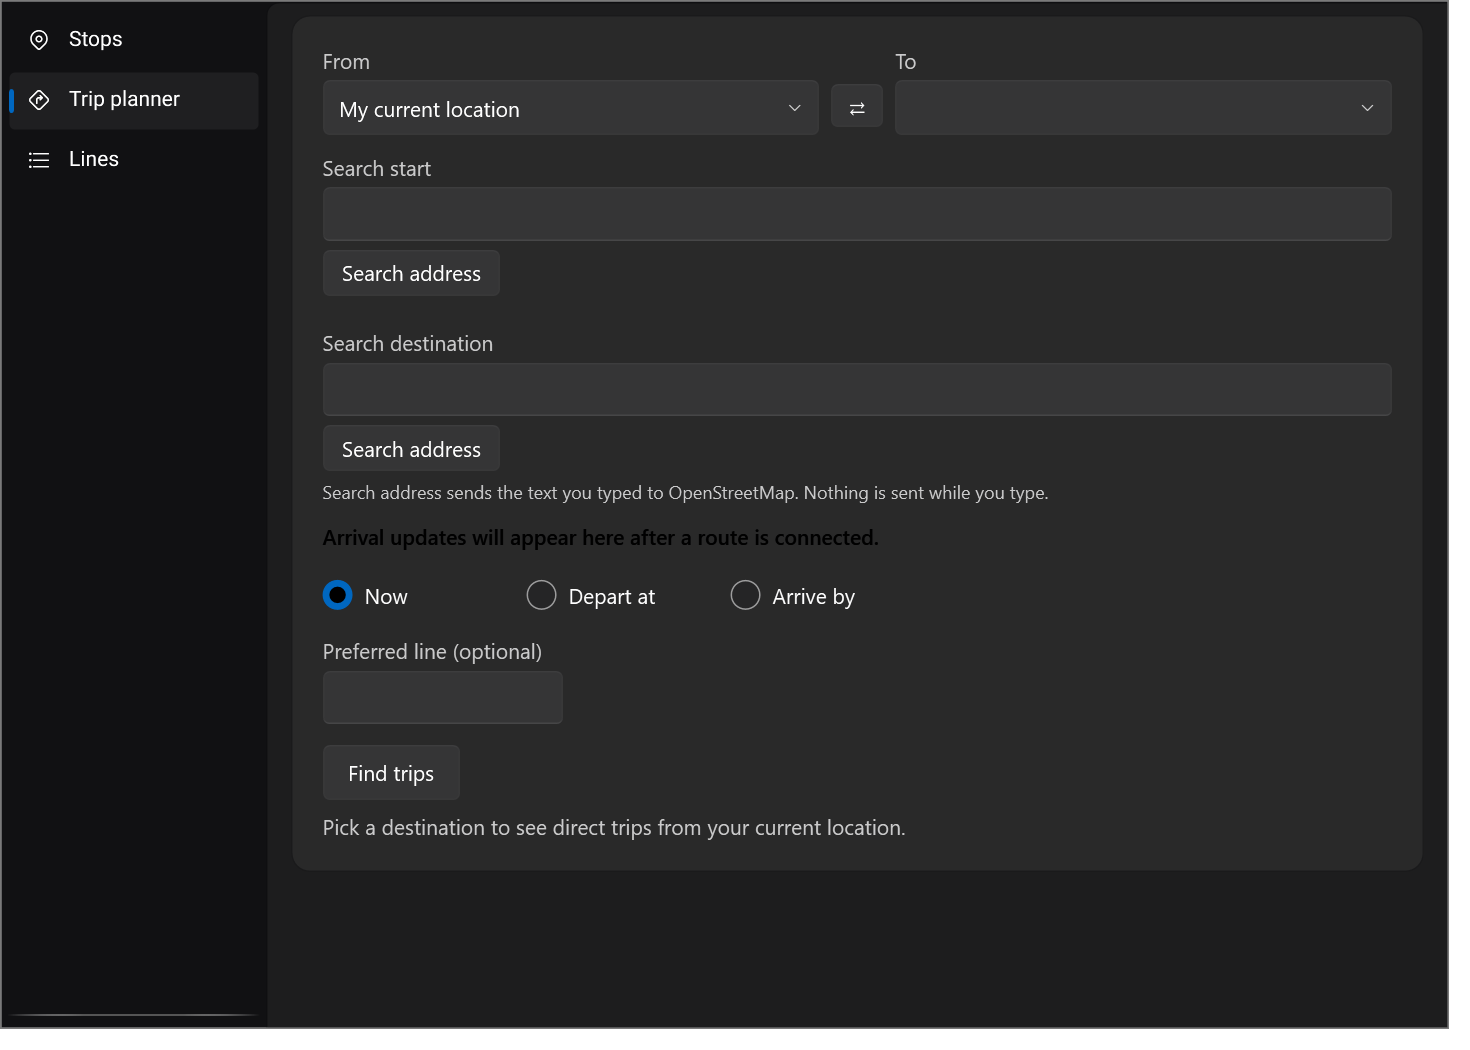 Stops
Trip planner
Lines
From
To
My current location
Search start
Search address
Search destination
Search address
Search address sends the text you typed to OpenStreetMap. Nothing is sent while you type.
Arrival updates will appear here after a route is connected.
Now
Depart at
Arrive by
Preferred line (optional)
Find trips
Pick a destination to see direct trips from your current location.